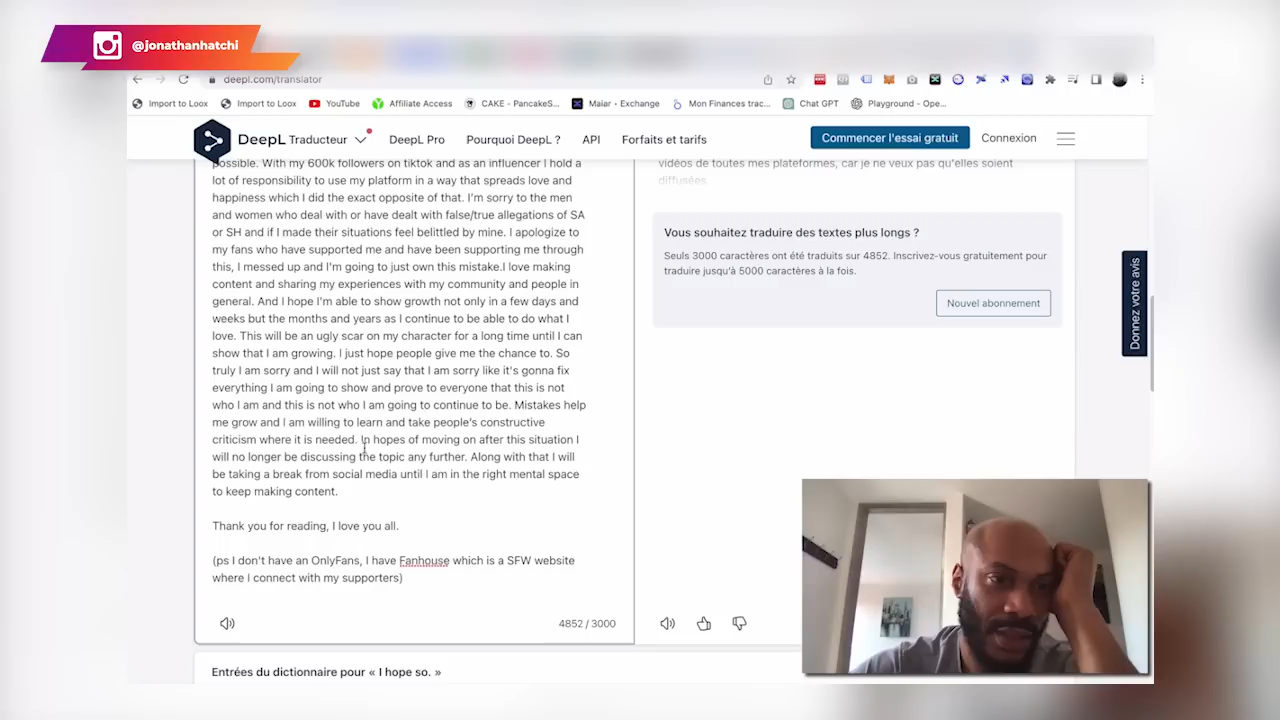 @jonathanhatchi
deepl.com/translator
Import to Loox
Import to Loox
YouTube
Affiliate Access
CAKE - PancakeS...
Maiar • Exchange
Mon Finances trac...
Chat GPT
Playground - Ope...
DeepL Traducteur
DeepL Pro
Pourquoi DeepL ?
API
Forfaits et tarifs
Commencer l'essai gratuit
Connexion
possible. With my 600k followers on tiktok and as an influencer I hold a
lot of responsibility to use my platform in a way that spreads love and
happiness which I did the exact opposite of that. I'm sorry to the men
and women who deal with or have dealt with false/true allegations of SA
or SH and if I made their situations feel belittled by mine. I apologize to
my fans who have supported me and have been supporting me through
this, I messed up and I'm going to just own this mistake.I love making
content and sharing my experiences with my community and people in
general. And I hope I'm able to show growth not only in a few days and
weeks but the months and years as I continue to be able to do what I
love. This will be an ugly scar on my character for a long time until I can
show that I am growing. I just hope people give me the chance to. So
truly I am sorry and I will not just say that I am sorry like it's gonna fix
everything I am going to show and prove to everyone that this is not
who I am and this is not who I am going to continue to be. Mistakes help
me grow and I am willing to learn and take people's constructive
criticism where it is needed. In hopes of moving on after this situation I
will no longer be discussing the topic any further. Along with that I will
be taking a break from social media until I am in the right mental space
to keep making content.
Thank you for reading, I love you all.
(ps I don't have an OnlyFans, I have Fanhouse which is a SFW website
where I connect with my supporters)
4852 / 3000
vidéos de toutes mes plateformes, car je ne veux pas qu'elles soient
diffusées.
Vous souhaitez traduire des textes plus longs ?
Seuls 3000 caractères ont été traduits sur 4852. Inscrivez-vous gratuitement pour
traduire jusqu'à 5000 caractères à la fois.
Nouvel abonnement
Donnez votre avis
Entrées du dictionnaire pour « I hope so. »